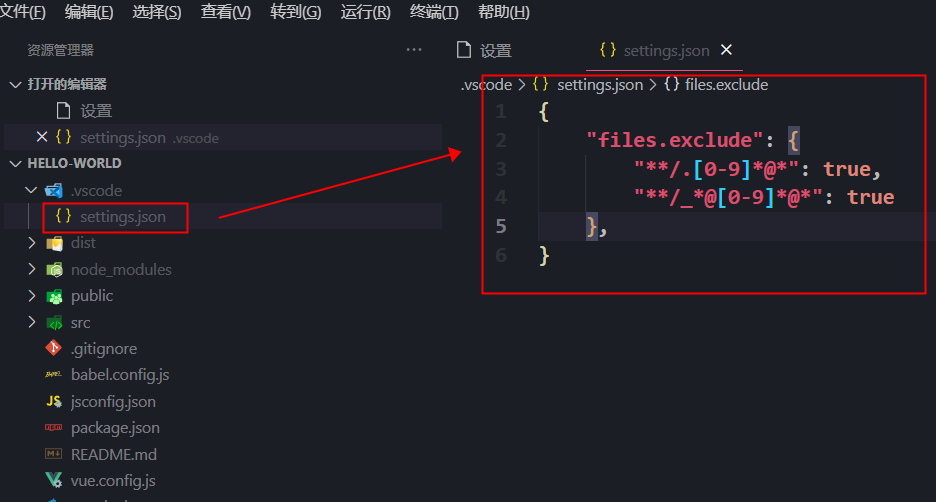 文件(F) 编辑(E) 选择(S) 查看(V) 转到(G) 运行(R) 终端(T) 帮助(H)
资源管理器 ···
打开的编辑器
设置
settings.json .vscode
HELLO-WORLD
.vscode
settings.json
dist
node_modules
public
src
.gitignore
babel.config.js
jsconfig.json
package.json
README.md
vue.config.js
设置 {} settings.json
.vscode > {} settings.json > {} files.exclude
1 {
2 "files.exclude": {
3 "**/.[0-9]*@*": true,
4 "**/_*@[0-9]*@*": true
5 },
6 }